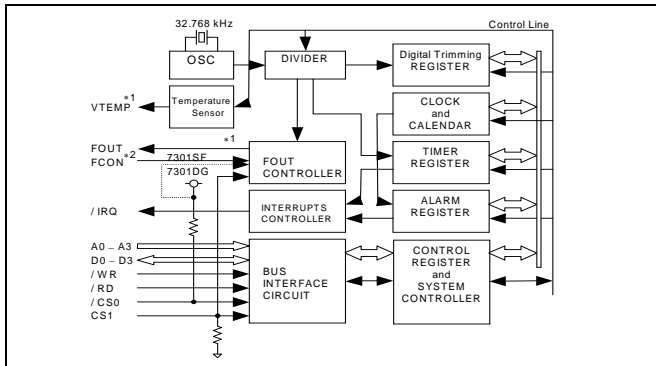 32.768 kHz
Control Line
OSC
DIVIDER
Digital Trimming
REGISTER
VTEMP *1
Temperature
Sensor
CLOCK
and
CALENDAR
*1
FOUT
FCON *2
7301SF
7301DG
FOUT
CONTROLLER
TIMER
REGISTER
/ IRQ
INTERRUPTS
CONTROLLER
ALARM
REGISTER
A0 – A3
D0 – D3
/ WR
/ RD
/ CS0
CS1
BUS
INTERFACE
CIRCUIT
CONTROL
REGISTER
and
SYSTEM
CONTROLLER